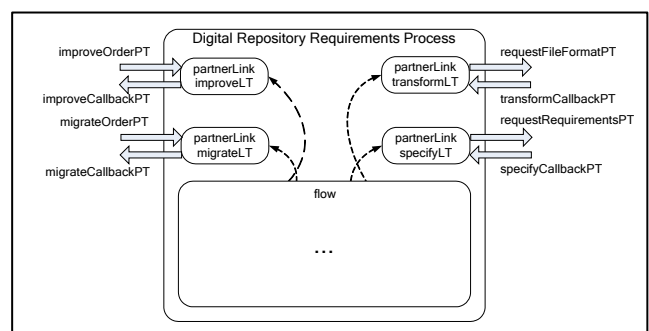 Digital Repository Requirements Process
improveOrderPT
partnerLink
improveLT
improveCallbackPT
migrateOrderPT
partnerLink
migrateLT
migrateCallbackPT
requestFileFormatPT
partnerLink
transformLT
transformCallbackPT
requestRequirementsPT
partnerLink
specifyLT
specifyCallbackPT
flow
...